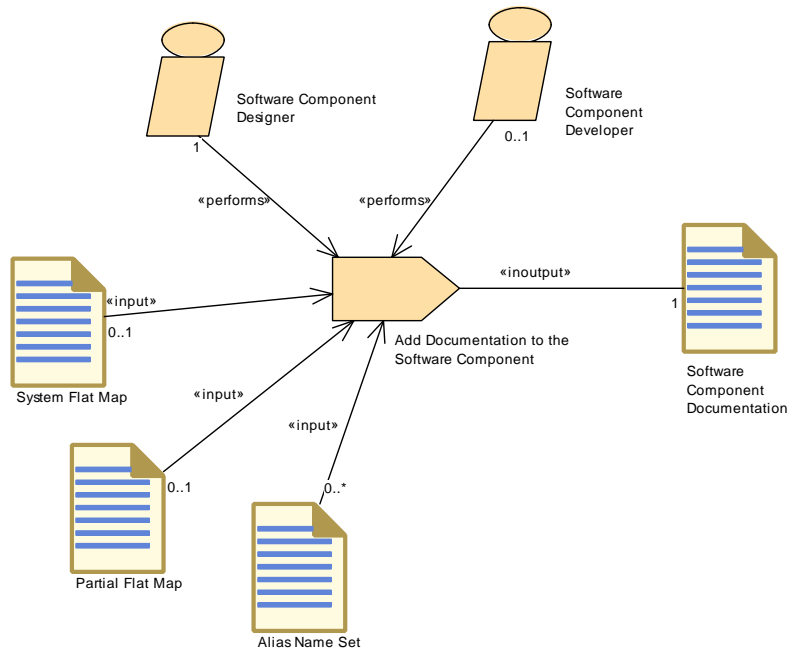 Software Component
Designer
1
Software
Component
Developer
0..1
«performs»
«performs»
«input»
0..1
System Flat Map
«inoutput»
1
Add Documentation to the
Software Component
Software
Component
Documentation
«input»
0..1
Partial Flat Map
«input»
0..*
Alias Name Set